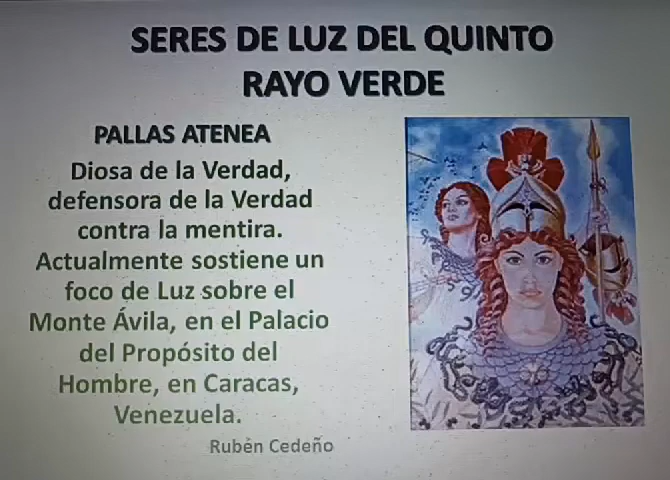 SERES DE LUZ DEL QUINTO
RAYO VERDE
PALLAS ATENEA
Diosa de la Verdad,
defensora de la Verdad
contra la mentira.
Actualmente sostiene un
foco de Luz sobre el
Monte Ávila, en el Palacio
del Propósito del
Hombre, en Caracas,
Venezuela.
Rubén Cedeño